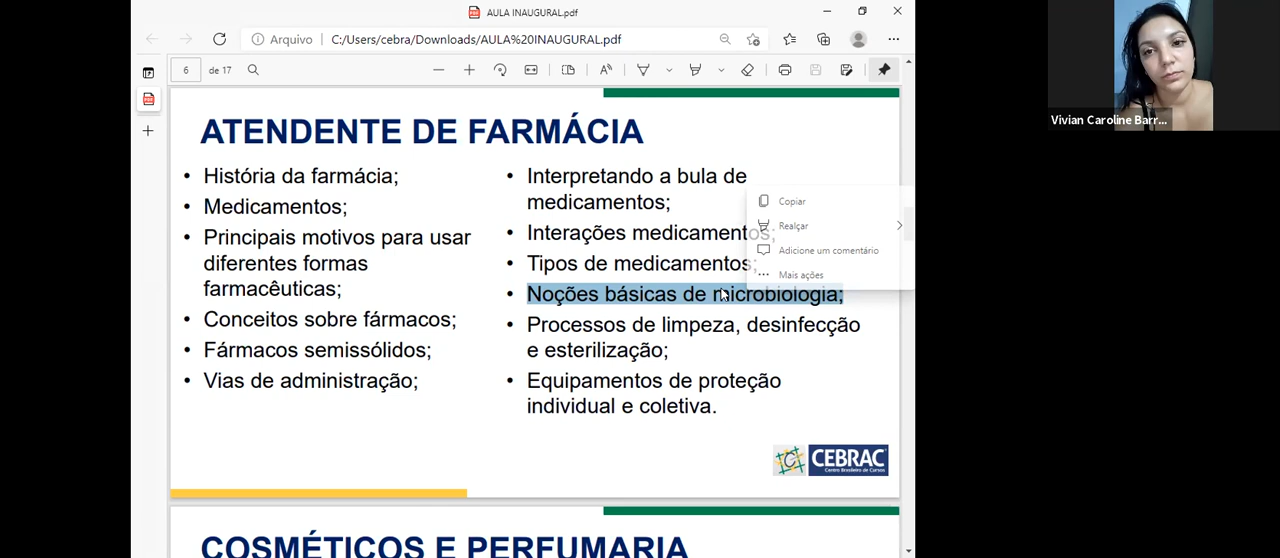 AULA INAUGURAL.pdf
Arquivo | C:/Users/cebra/Downloads/AULA%20INAUGURAL.pdf
6 de 17
ATENDENTE DE FARMÁCIA
• História da farmácia;
• Medicamentos;
• Principais motivos para usar
diferentes formas
farmacêuticas;
• Conceitos sobre fármacos;
• Fármacos semissólidos;
• Vias de administração;
• Interpretando a bula de
medicamentos;
• Interações medicamentos;
• Tipos de medicamentos;
• Noções básicas de microbiologia;
• Processos de limpeza, desinfecção
e esterilização;
• Equipamentos de proteção
individual e coletiva.
Copiar
Realçar
Adicione um comentário
Mais ações
CEBRAC
Centro Brasileiro de Cursos
COSMÉTICOS E PERFUMARIA
Vivian Caroline Barr...